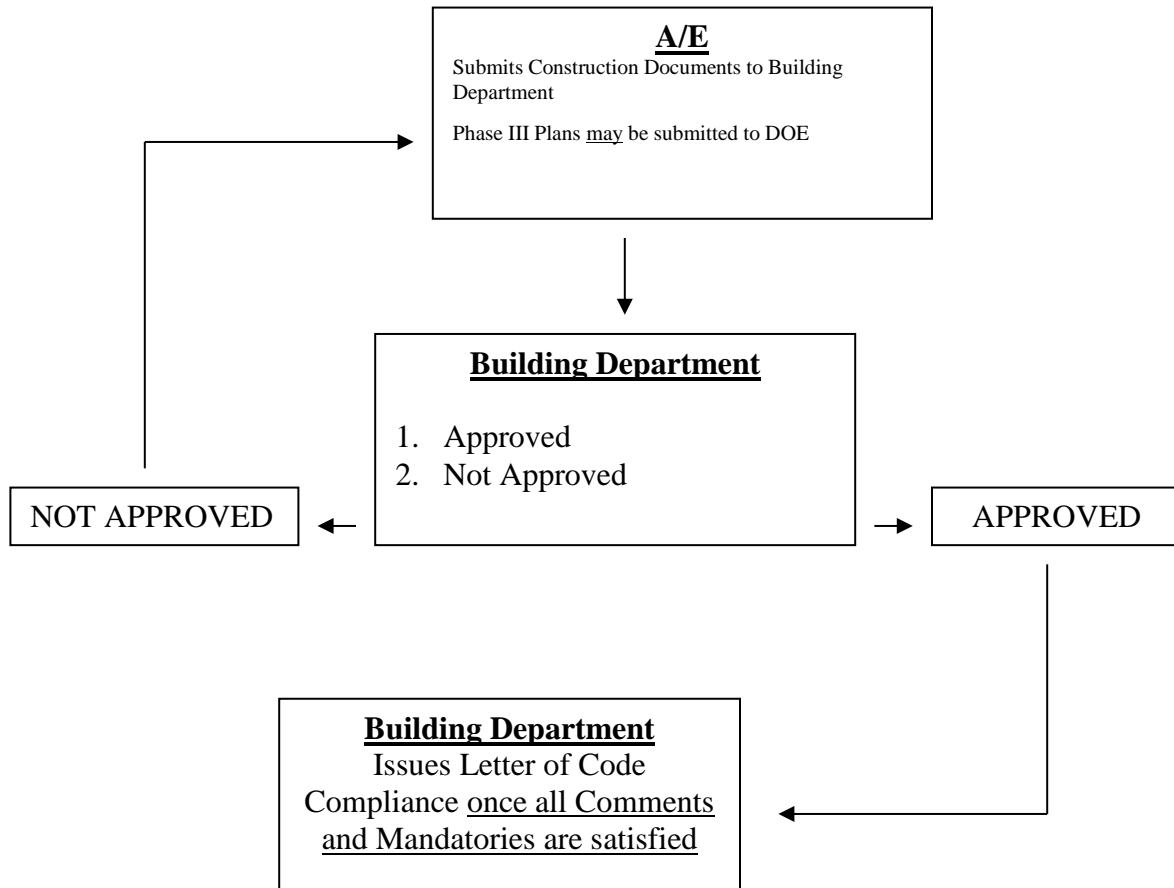 A/E
Submits Construction Documents to Building
Department
Phase III Plans may be submitted to DOE
Building Department
1. Approved
2. Not Approved
NOT APPROVED
APPROVED
Building Department
Issues Letter of Code
Compliance once all Comments
and Mandatories are satisfied